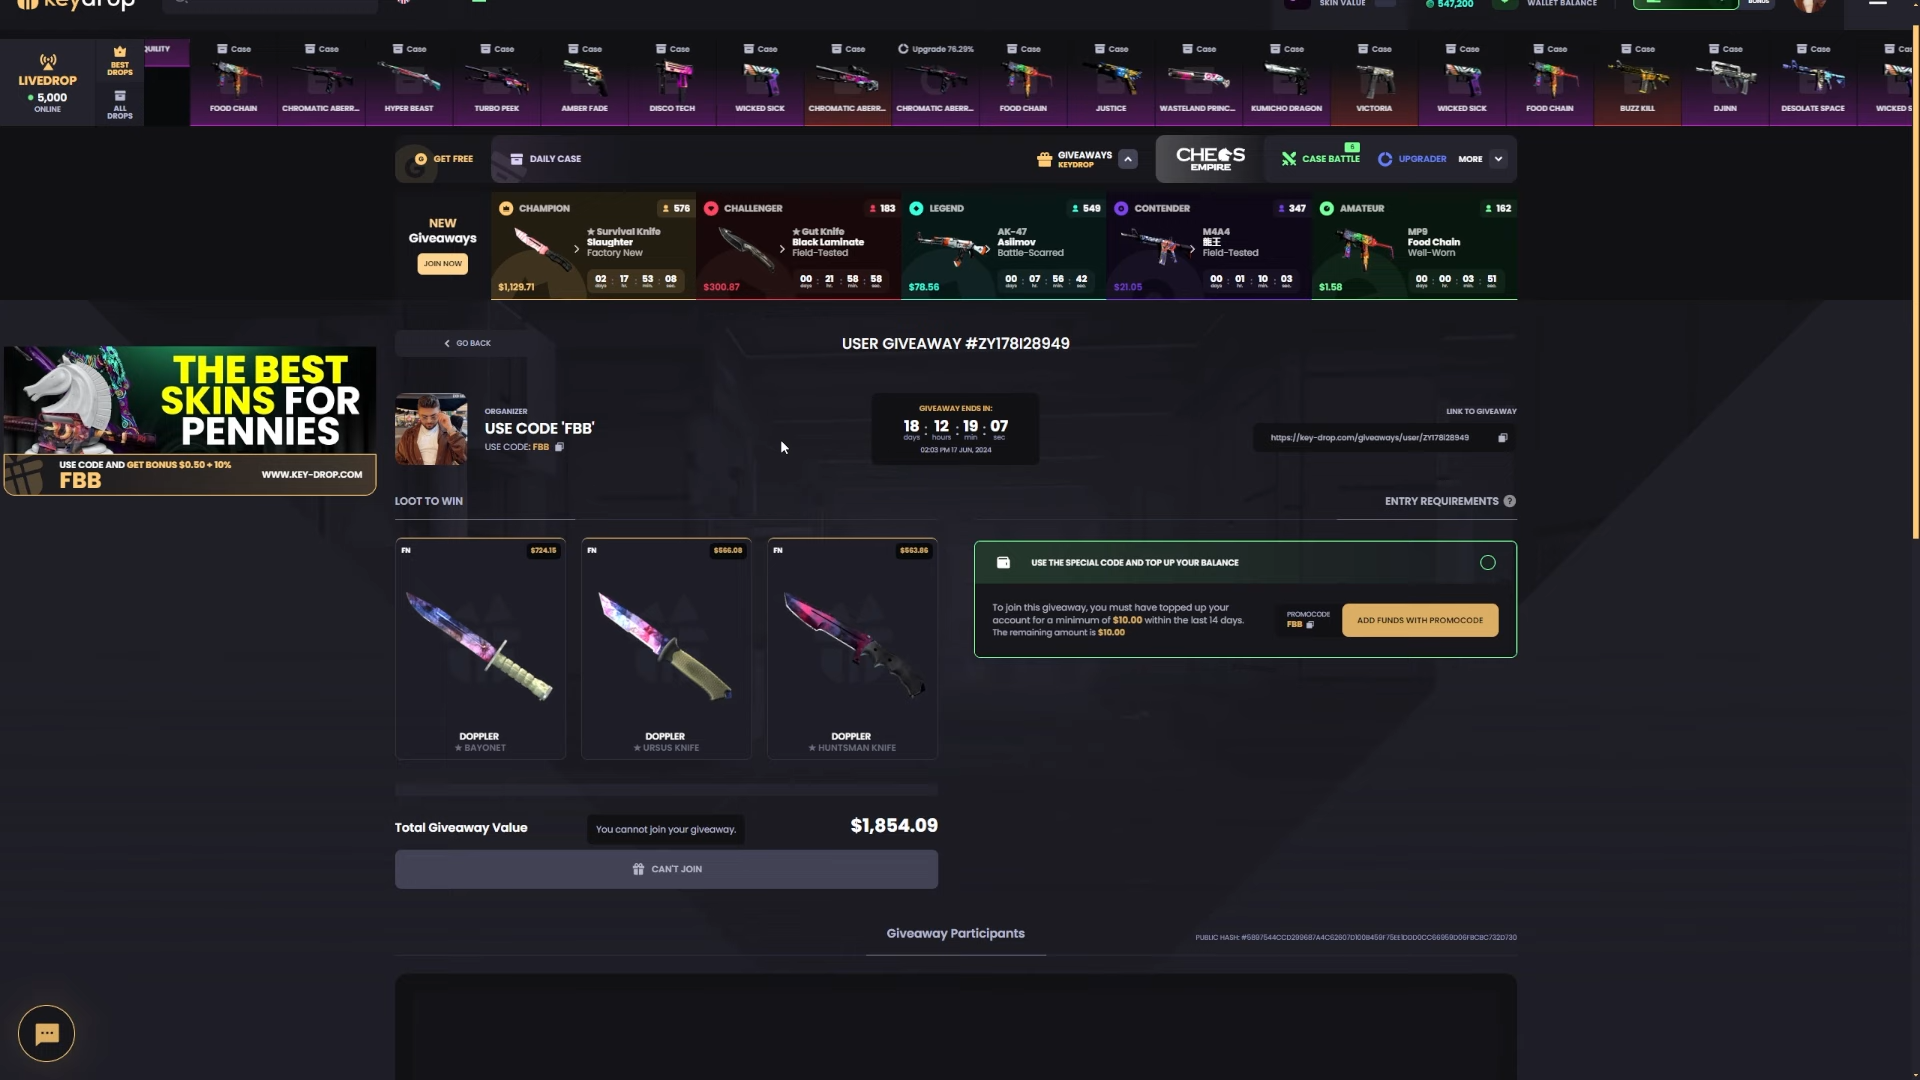 keydrop
SKIN VALUE
547,200
WALLET BALANCE
BONUS
LIVEDROP
5,000
ONLINE
BEST
DROPS
ALL
DROPS
QUILITY
Case
FOOD CHAIN
Case
CHROMATIC ABERR...
Case
HYPER BEAST
Case
TURBO PEEK
Case
AMBER FADE
Case
DISCO TECH
Case
WICKED SICK
Case
CHROMATIC ABERR...
Upgrade 76.29%
CHROMATIC ABERR...
Case
FOOD CHAIN
Case
JUSTICE
Case
WASTELAND PRINC...
Case
KUMICHO DRAGON
Case
VICTORIA
Case
WICKED SICK
Case
FOOD CHAIN
Case
BUZZ KILL
Case
DJINN
Case
DESOLATE SPACE
Cas
WICKED S
GET FREE
DAILY CASE
GIVEAWAYS
KEYDROP
CHEOS
EMPIRE
6
CASE BATTLE
UPGRADER
MORE
NEW
Giveaways
JOIN NOW
CHAMPION
576
★ Survival Knife
Slaughter
Factory New
$1,129.71
02 : 17 : 53 : 08
days hr. min. sec.
CHALLENGER
183
★ Gut Knife
Black Laminate
Field-Tested
$300.87
00 : 21 : 58 : 58
days hr. min. sec.
LEGEND
549
AK-47
Asiimov
Battle-Scarred
$78.56
00 : 07 : 56 : 42
days hr. min. sec.
CONTENDER
347
M4A4
龍王
Field-Tested
$21.05
00 : 01 : 10 : 03
days hr. min. sec.
AMATEUR
162
MP9
Food Chain
Well-Worn
$1.58
00 : 00 : 03 : 51
days hr. min. sec.
GO BACK
USER GIVEAWAY #ZY178I28949
THE BEST
SKINS FOR
PENNIES
USE CODE AND GET BONUS $0.50 + 10%
FBB
WWW.KEY-DROP.COM
ORGANIZER
USE CODE 'FBB'
USE CODE: FBB
GIVEAWAY ENDS IN:
18 : 12 : 19 : 07
days hours min sec
02:03 PM 17 JUN, 2024
LINK TO GIVEAWAY
https://key-drop.com/giveaways/user/ZY178I28949
LOOT TO WIN
ENTRY REQUIREMENTS ?
FN
$724.15
DOPPLER
★ BAYONET
FN
$566.08
DOPPLER
★ URSUS KNIFE
FN
$563.86
DOPPLER
★ HUNTSMAN KNIFE
USE THE SPECIAL CODE AND TOP UP YOUR BALANCE
To join this giveaway, you must have topped up your
account for a minimum of $10.00 within the last 14 days.
The remaining amount is $10.00
PROMOCODE
FBB
ADD FUNDS WITH PROMOCODE
Total Giveaway Value
You cannot join your giveaway.
$1,854.09
CAN'T JOIN
Giveaway Participants
PUBLIC HASH: